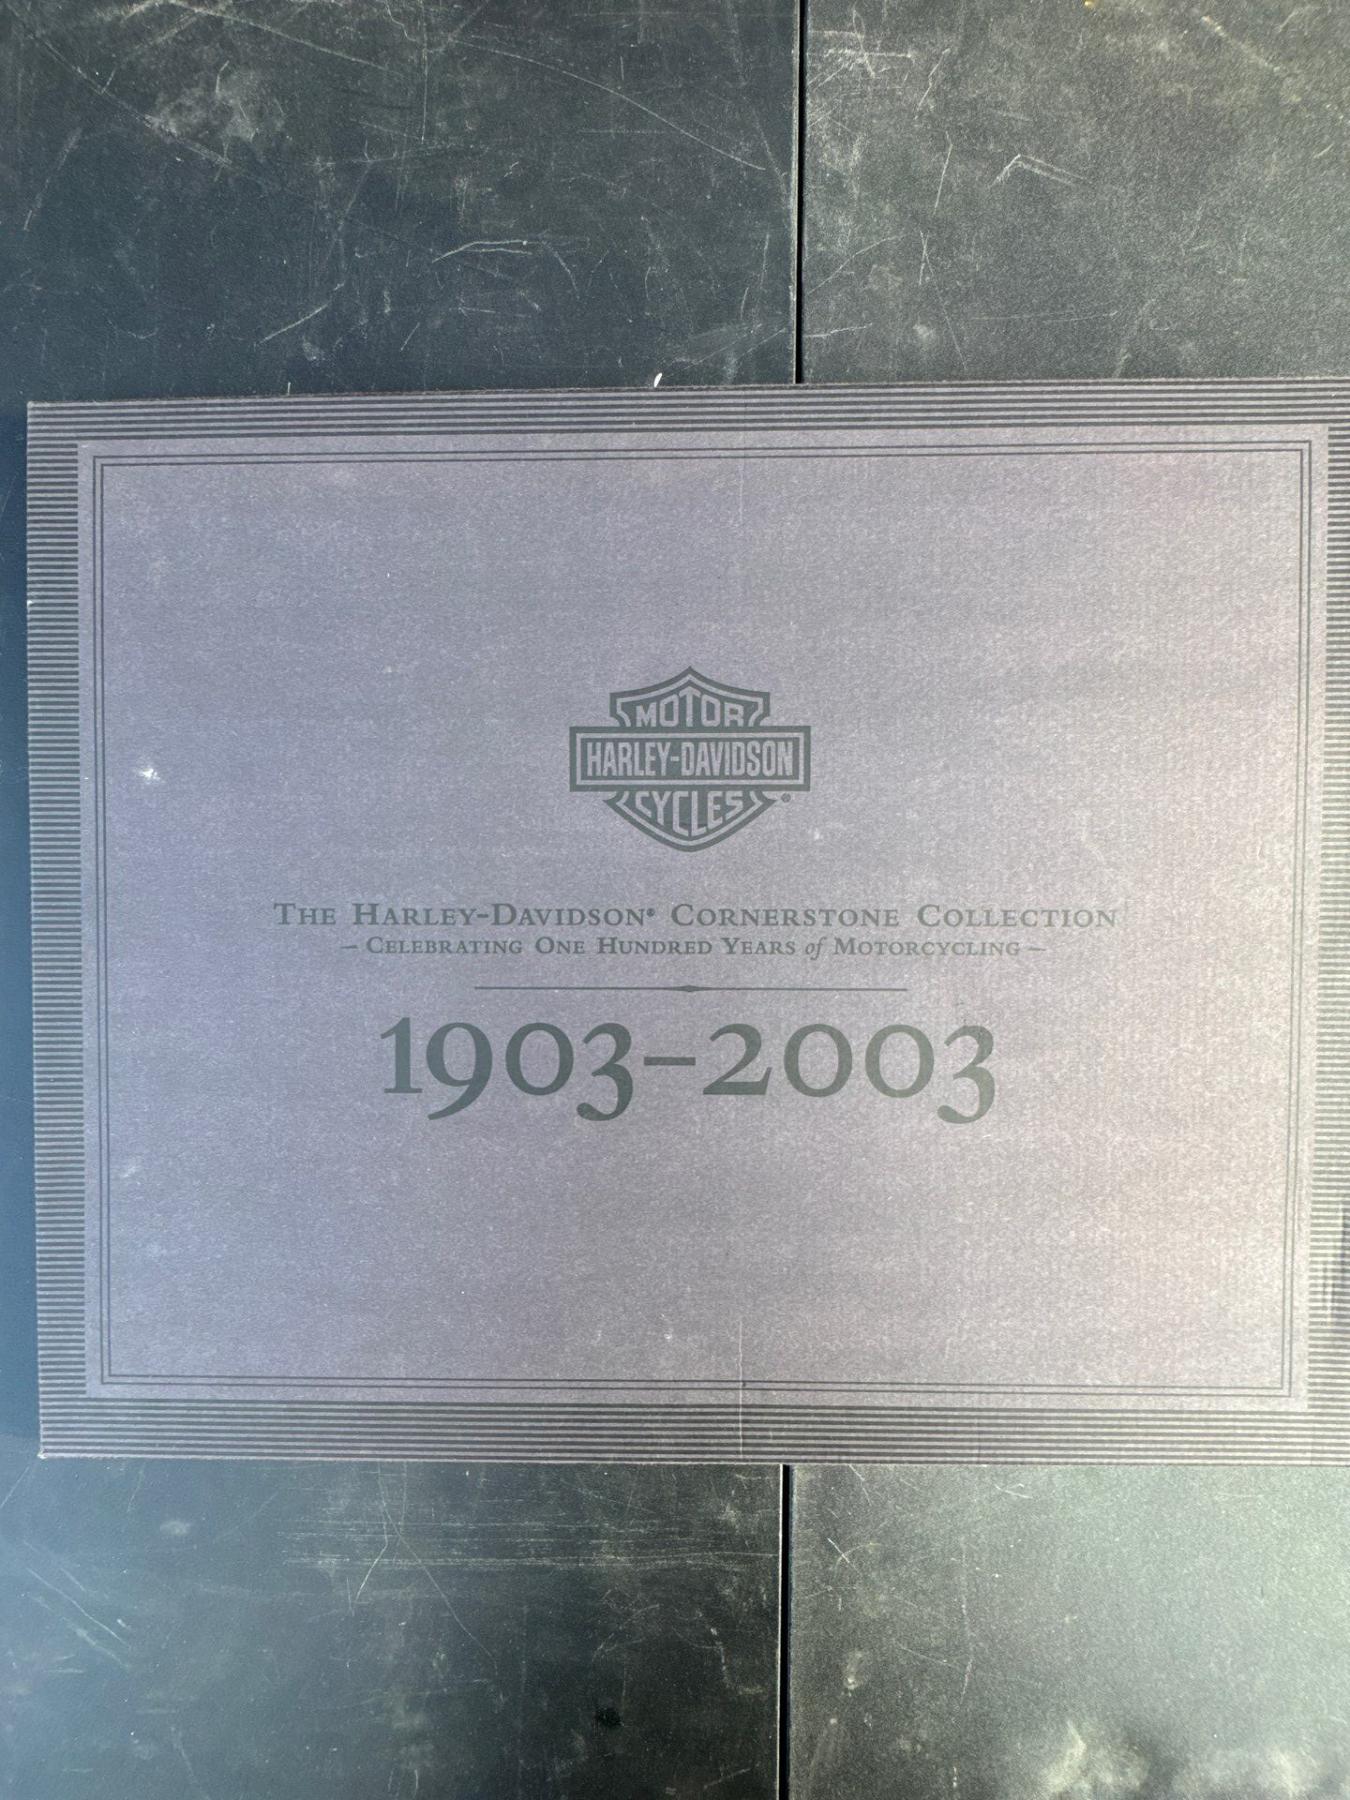 MOTOR
HARLEY-DAVIDSON
CYCLES®
THE HARLEY-DAVIDSON® CORNERSTONE COLLECTION
– CELEBRATING ONE HUNDRED YEARS of MOTORCYCLING –
1903–2003